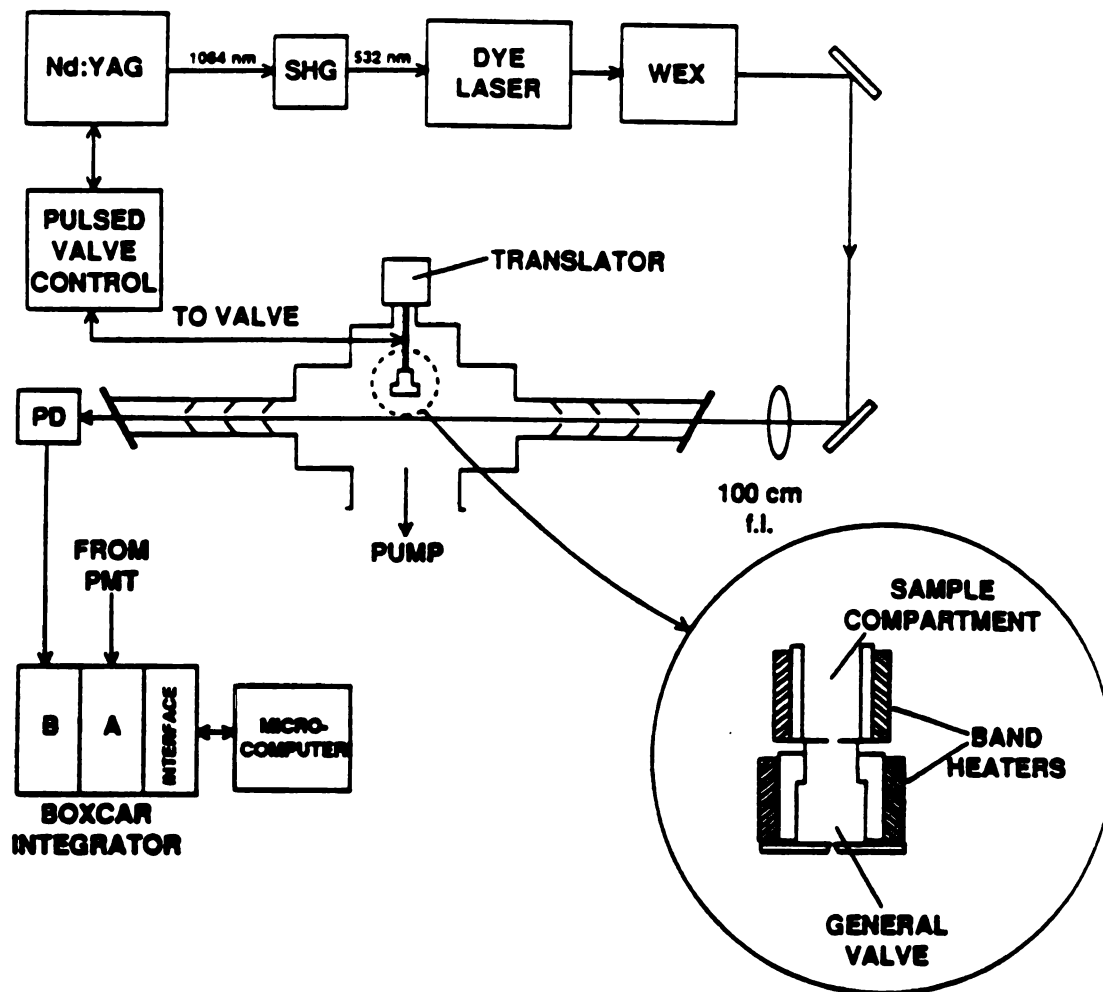 Nd:YAG
1064 nm
SHG
532 nm
DYE
LASER
WEX
PULSED
VALVE
CONTROL
TRANSLATOR
TO VALVE
PD
100 cm
f.l.
PUMP
FROM
PMT
SAMPLE
COMPARTMENT
B
A
INTERFACE
MICRO-
COMPUTER
BAND
HEATERS
BOXCAR
INTEGRATOR
GENERAL
VALVE